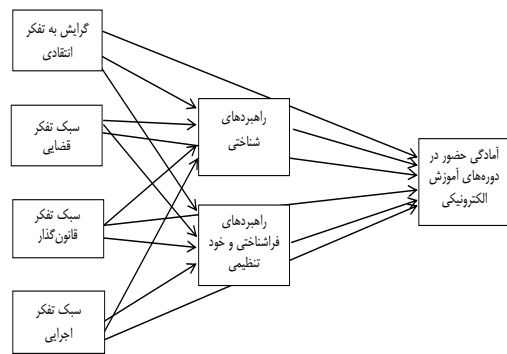 گرایش به تفکر
انتقادی
سبک تفکر
قضایی
سبک تفکر
قانون‌گذار
سبک تفکر
اجرایی
راهبردهای
شناختی
راهبردهای
فراشناختی و خود
تنظیمی
آمادگی حضور در
دوره‌های آموزش
الکترونیکی